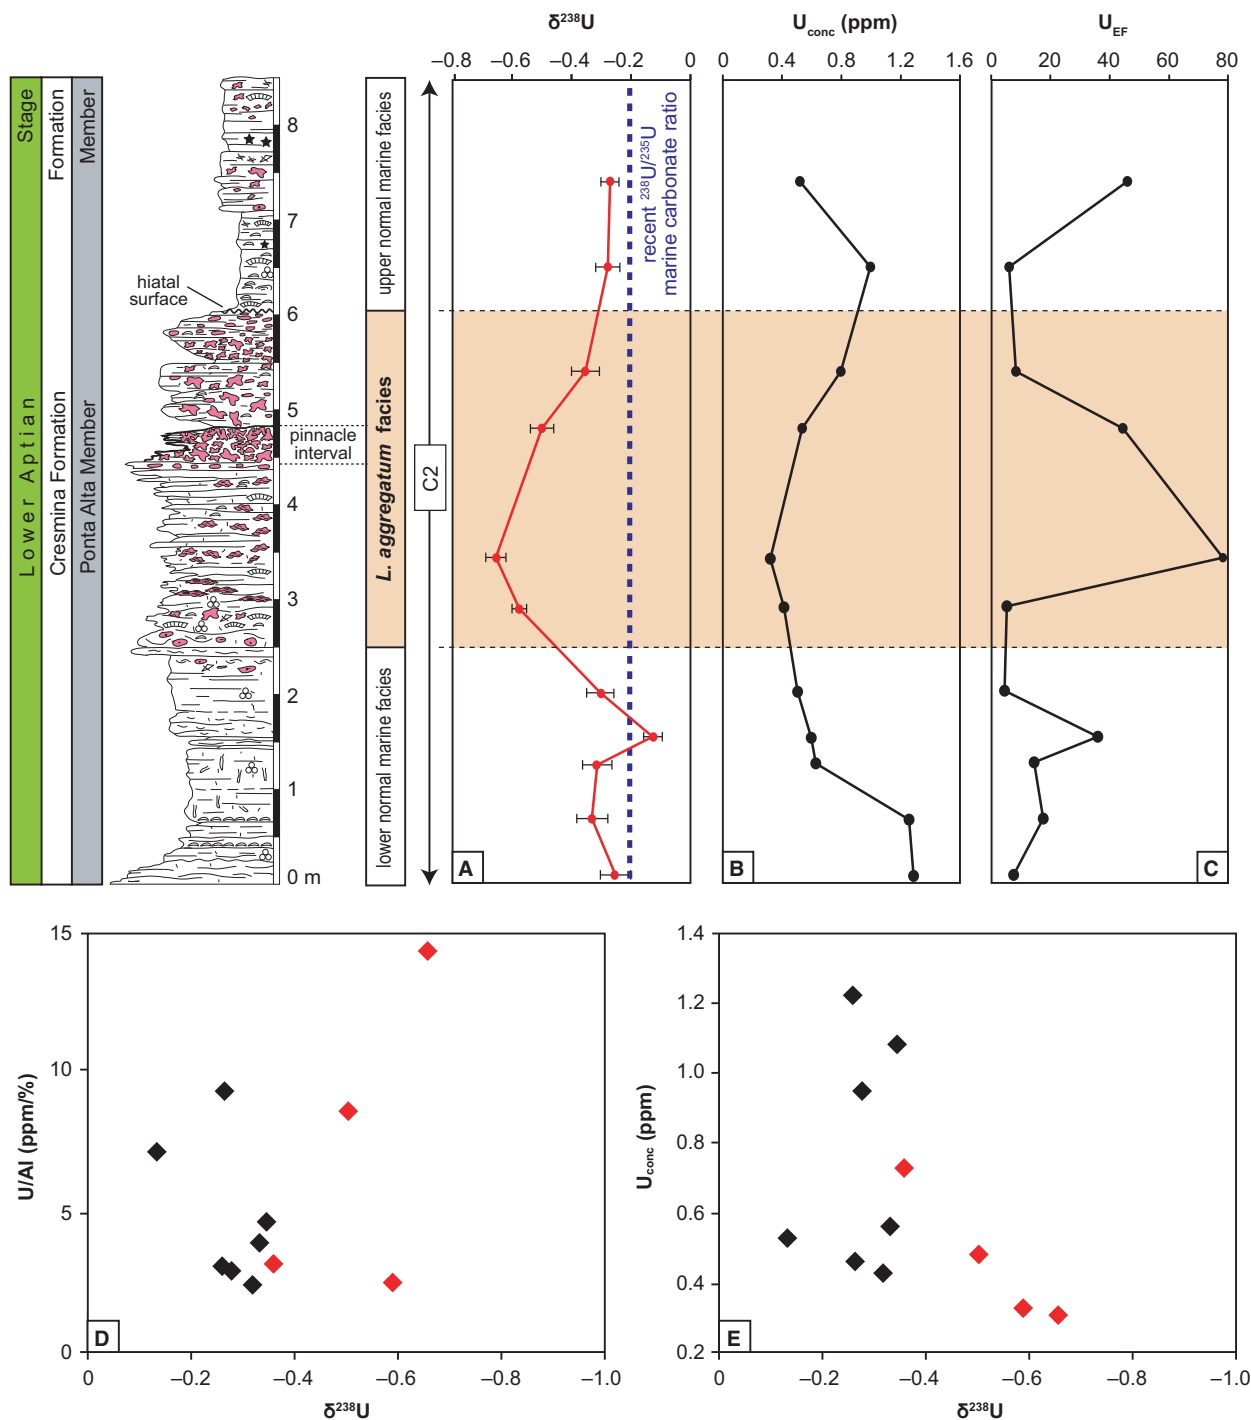 δ²³⁸U
U_conc (ppm)
U_EF
–0.8 –0.6 –0.4 –0.2 0
0 0.4 0.8 1.2 1.6
0 20 40 60 80
Stage
Formation
Member
Lower Aptian
Cresmina Formation
Ponta Alta Member
8
7
6
5
4
3
2
1
0 m
hiatal
surface
pinnacle
interval
upper normal marine facies
L. aggregatum facies
lower normal marine facies
C2
recent ²³⁸U/²³⁵U
marine carbonate ratio
A
B
C
15
10
5
0
U/Al (ppm/%)
D
0 –0.2 –0.4 –0.6 –0.8 –1.0
δ²³⁸U
1.4
1.2
1.0
0.8
0.6
0.4
0.2
U_conc (ppm)
E
0 –0.2 –0.4 –0.6 –0.8 –1.0
δ²³⁸U